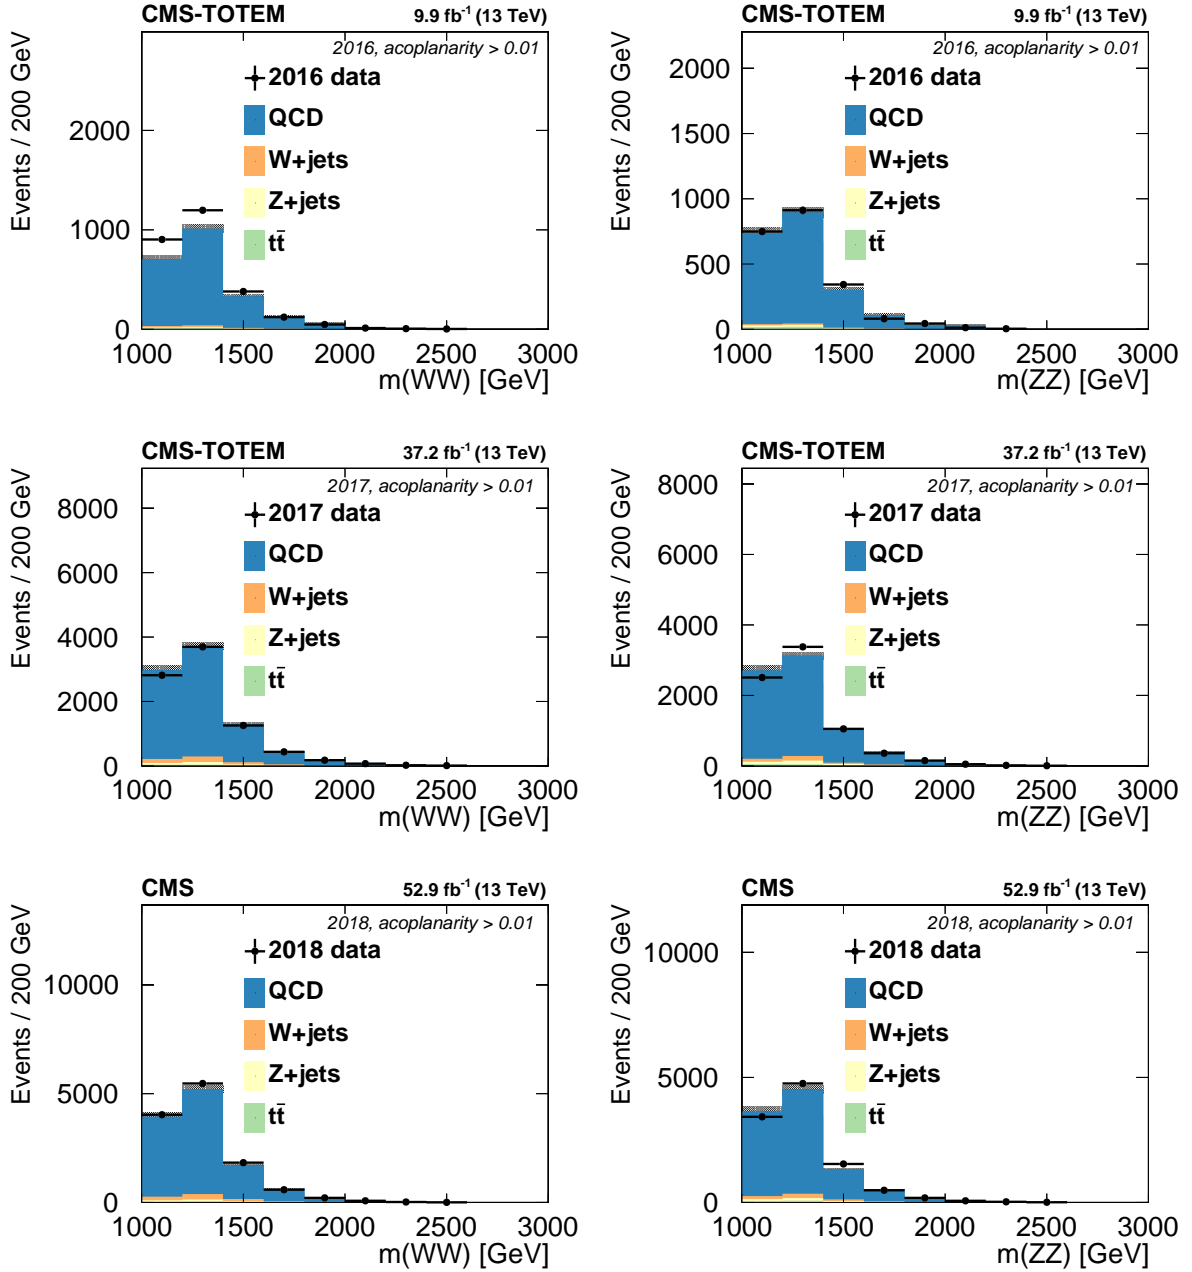 CMS-TOTEM 9.9 fb⁻¹ (13 TeV)
2016, acoplanarity > 0.01
Events / 200 GeV
2016 data
QCD
W+jets
Z+jets
tt̄
2000
1000
0
1000 1500 2000 2500 3000
m(WW) [GeV]
CMS-TOTEM 9.9 fb⁻¹ (13 TeV)
2016, acoplanarity > 0.01
Events / 200 GeV
2016 data
QCD
W+jets
Z+jets
tt̄
2000
1500
1000
500
0
1000 1500 2000 2500 3000
m(ZZ) [GeV]
CMS-TOTEM 37.2 fb⁻¹ (13 TeV)
2017, acoplanarity > 0.01
Events / 200 GeV
2017 data
QCD
W+jets
Z+jets
tt̄
8000
6000
4000
2000
0
1000 1500 2000 2500 3000
m(WW) [GeV]
CMS-TOTEM 37.2 fb⁻¹ (13 TeV)
2017, acoplanarity > 0.01
Events / 200 GeV
2017 data
QCD
W+jets
Z+jets
tt̄
8000
6000
4000
2000
0
1000 1500 2000 2500 3000
m(ZZ) [GeV]
CMS 52.9 fb⁻¹ (13 TeV)
2018, acoplanarity > 0.01
Events / 200 GeV
2018 data
QCD
W+jets
Z+jets
tt̄
10000
5000
0
1000 1500 2000 2500 3000
m(WW) [GeV]
CMS 52.9 fb⁻¹ (13 TeV)
2018, acoplanarity > 0.01
Events / 200 GeV
2018 data
QCD
W+jets
Z+jets
tt̄
10000
5000
0
1000 1500 2000 2500 3000
m(ZZ) [GeV]